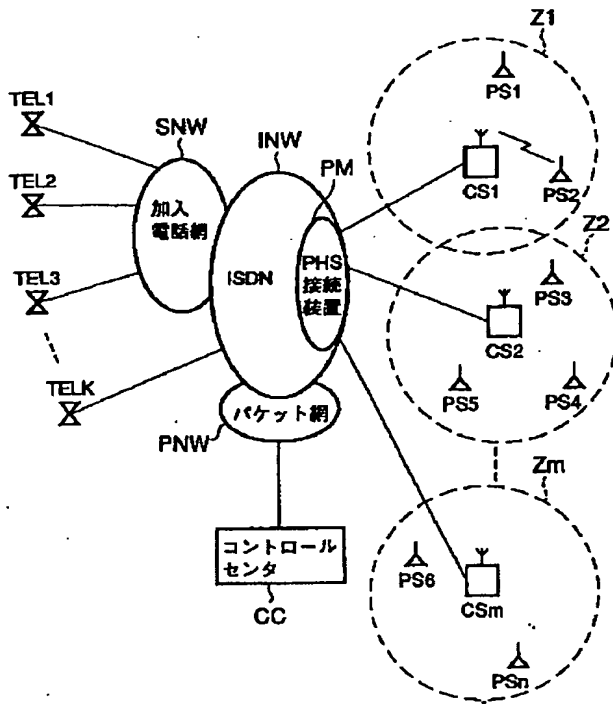 Z1
PS1
TEL1
SNW
INW
PM
CS1
PS2
TEL2
加入
電話網
ISDN
PHS
接続
装置
Z2
PS3
TEL3
CS2
PS5
PS4
TELK
パケット網
PNW
Zm
コントロール
センタ
PS6
CSm
CC
PSn